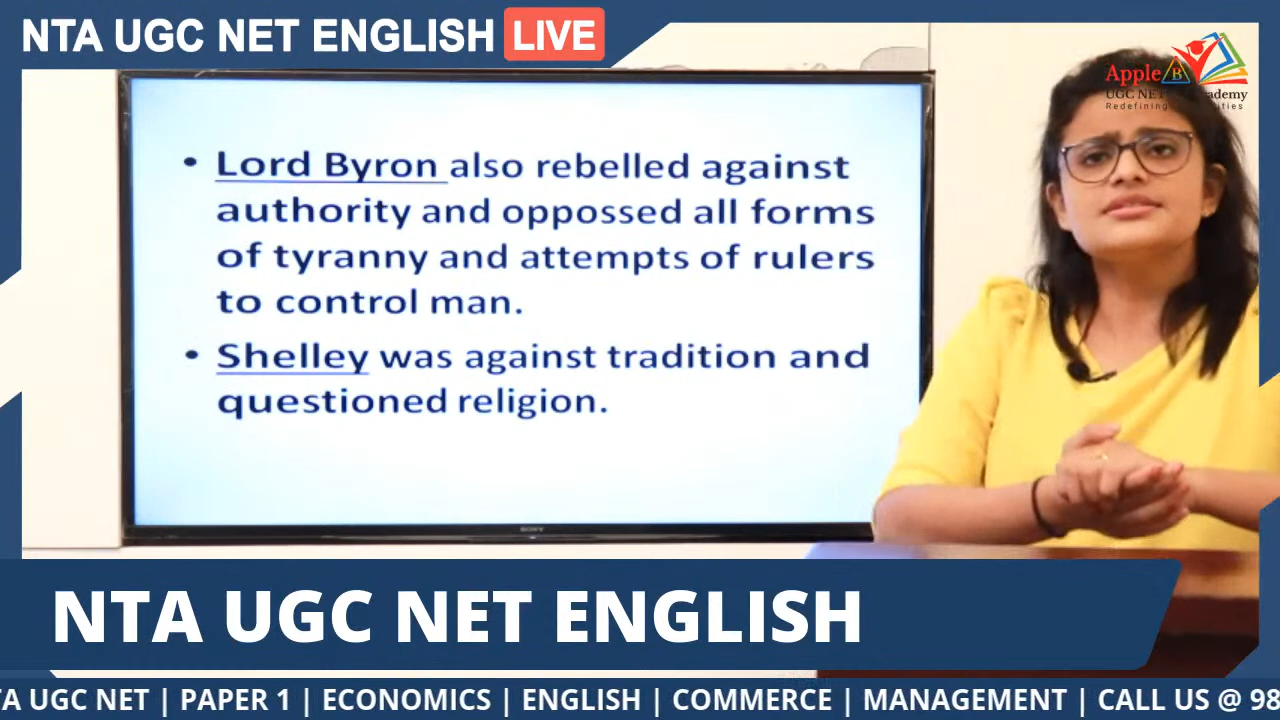 NTA UGC NET ENGLISH LIVE
Apple B
UGC NET
Redefining
• Lord Byron also rebelled against
authority and oppossed all forms
of tyranny and attempts of rulers
to control man.
• Shelley was against tradition and
questioned religion.
SONY
NTA UGC NET ENGLISH
TA UGC NET | PAPER 1 | ECONOMICS | ENGLISH | COMMERCE | MANAGEMENT | CALL US @ 98